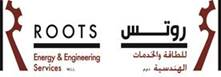 ROOTS
Energy & Engineering
Services W.L.L.
روتس
للطاقة والخدمات
الهندسية ذ.م.م